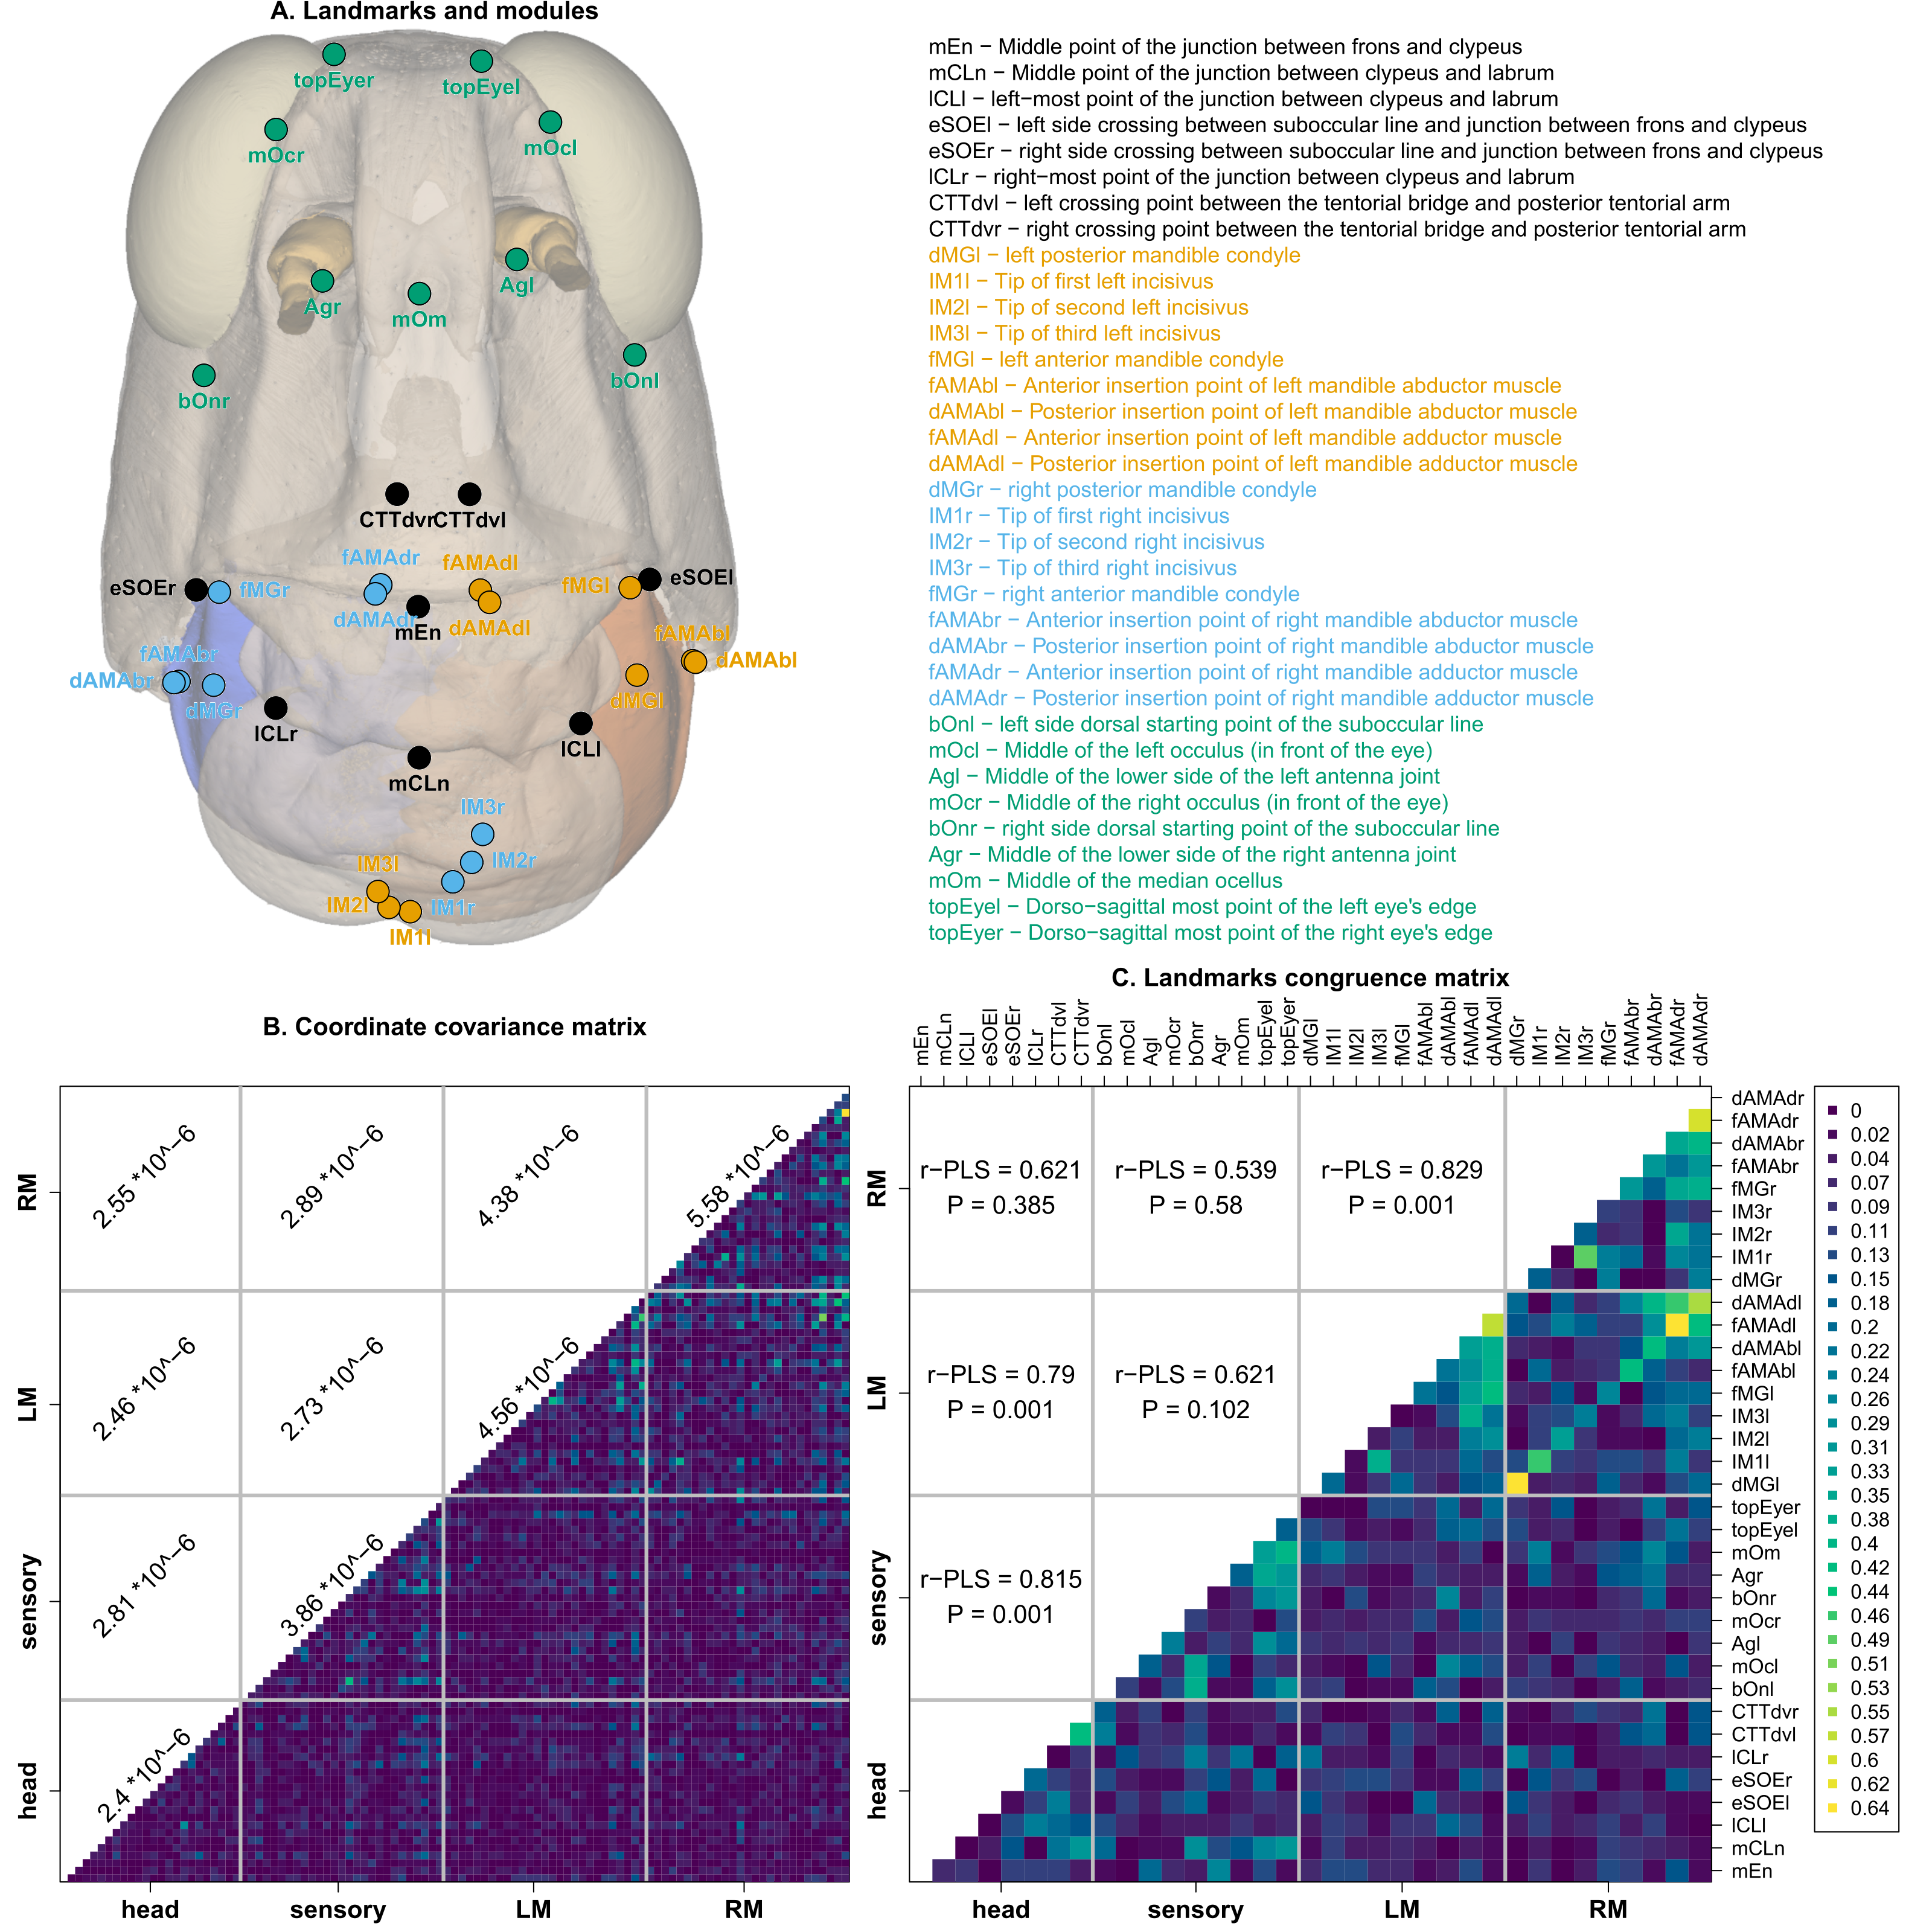 A. Landmarks and modules
topEyer
topEyel
mOcr
mOcl
Agr
Agl
mOm
bOnr
bOnl
CTTdvr
CTTdvl
fAMAdr
fAMAdl
eSOEr
fMGr
fMGl
eSOEl
dAMAdr
mEn
dAMAdl
fAMAbr
fAMAbl
dAMAbr
dAMAbl
dMGr
dMGl
lCLr
lCLl
mCLn
IM3r
IM3l
IM2r
IM2l
IM1r
IM1l
mEn − Middle point of the junction between frons and clypeus
mCLn − Middle point of the junction between clypeus and labrum
lCLl − left−most point of the junction between clypeus and labrum
eSOEl − left side crossing between suboccular line and junction between frons and clypeus
eSOEr − right side crossing between suboccular line and junction between frons and clypeus
lCLr − right−most point of the junction between clypeus and labrum
CTTdvl − left crossing point between the tentorial bridge and posterior tentorial arm
CTTdvr − right crossing point between the tentorial bridge and posterior tentorial arm
dMGl − left posterior mandible condyle
IM1l − Tip of first left incisivus
IM2l − Tip of second left incisivus
IM3l − Tip of third left incisivus
fMGl − left anterior mandible condyle
fAMAbl − Anterior insertion point of left mandible abductor muscle
dAMAbl − Posterior insertion point of left mandible abductor muscle
fAMAdl − Anterior insertion point of left mandible adductor muscle
dAMAdl − Posterior insertion point of left mandible adductor muscle
dMGr − right posterior mandible condyle
IM1r − Tip of first right incisivus
IM2r − Tip of second right incisivus
IM3r − Tip of third right incisivus
fMGr − right anterior mandible condyle
fAMAbr − Anterior insertion point of right mandible abductor muscle
dAMAbr − Posterior insertion point of right mandible abductor muscle
fAMAdr − Anterior insertion point of right mandible adductor muscle
dAMAdr − Posterior insertion point of right mandible adductor muscle
bOnl − left side dorsal starting point of the suboccular line
mOcl − Middle of the left occulus (in front of the eye)
Agl − Middle of the lower side of the left antenna joint
mOcr − Middle of the right occulus (in front of the eye)
bOnr − right side dorsal starting point of the suboccular line
Agr − Middle of the lower side of the right antenna joint
mOm − Middle of the median ocellus
topEyel − Dorso−sagittal most point of the left eye's edge
topEyer − Dorso−sagittal most point of the right eye's edge
B. Coordinate covariance matrix
RM
2.55 *10^−6
2.89 *10^−6
4.38 *10^−6
5.58 *10^−6
LM
2.46 *10^−6
2.73 *10^−6
4.56 *10^−6
sensory
2.81 *10^−6
3.86 *10^−6
head
2.4 *10^−6
head
sensory
LM
RM
C. Landmarks congruence matrix
mEn
mCLn
lCLl
eSOEl
eSOEr
lCLr
CTTdvl
CTTdvr
bOnl
mOcl
Agl
mOcr
bOnr
Agr
mOm
topEyel
topEyer
dMGl
IM1l
IM2l
IM3l
fMGl
fAMAbl
dAMAbl
fAMAdl
dAMAdl
dMGr
IM1r
IM2r
IM3r
fMGr
fAMAbr
dAMAbr
fAMAdr
dAMAdr
RM
r−PLS = 0.621
P = 0.385
r−PLS = 0.539
P = 0.58
r−PLS = 0.829
P = 0.001
LM
r−PLS = 0.79
P = 0.001
r−PLS = 0.621
P = 0.102
sensory
r−PLS = 0.815
P = 0.001
head
head
sensory
LM
RM
dAMAdr
fAMAdr
dAMAbr
fAMAbr
fMGr
IM3r
IM2r
IM1r
dMGr
dAMAdl
fAMAdl
dAMAbl
fAMAbl
fMGl
IM3l
IM2l
IM1l
dMGl
topEyer
topEyel
mOm
Agr
bOnr
mOcr
Agl
mOcl
bOnl
CTTdvr
CTTdvl
lCLr
eSOEr
eSOEl
lCLl
mCLn
mEn
0
0.02
0.04
0.07
0.09
0.11
0.13
0.15
0.18
0.2
0.22
0.24
0.26
0.29
0.31
0.33
0.35
0.38
0.4
0.42
0.44
0.46
0.49
0.51
0.53
0.55
0.57
0.6
0.62
0.64